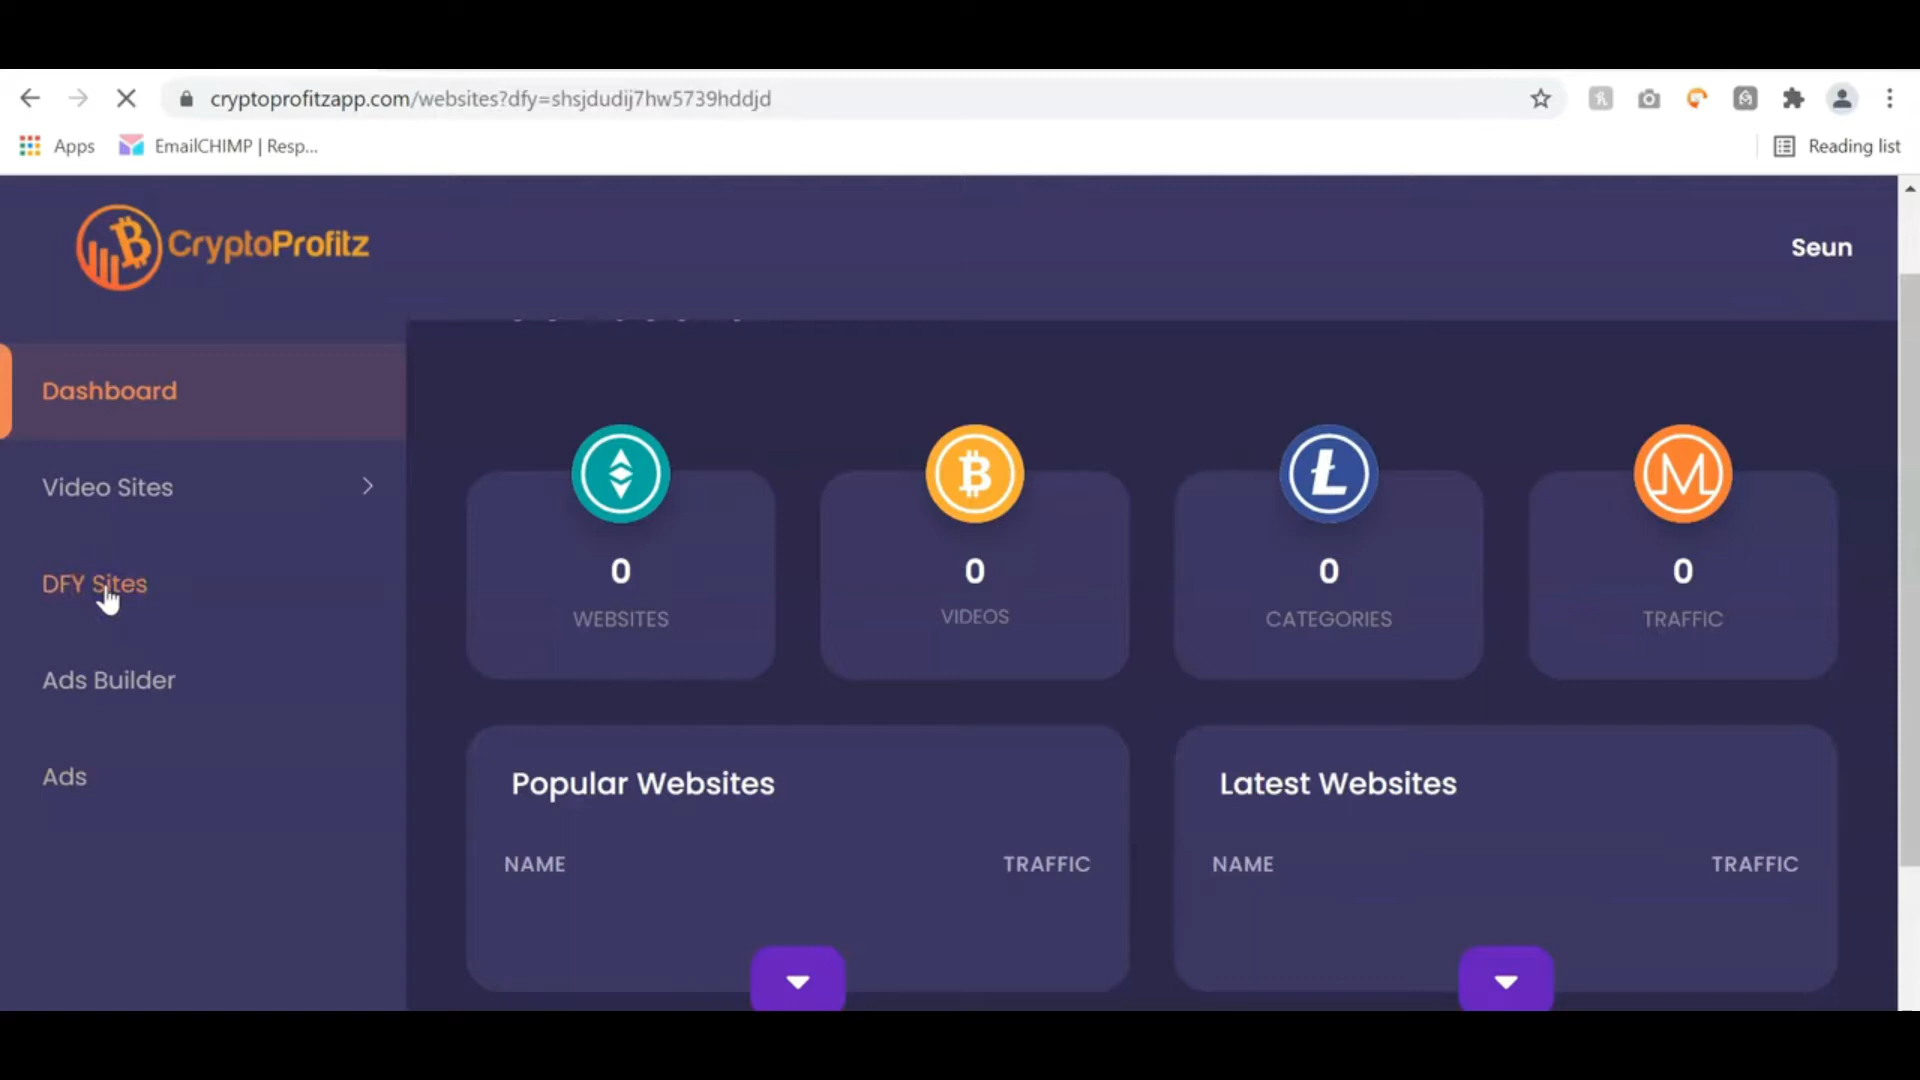 cryptoprofitzapp.com/websites?dfy=shsjdudij7hw5739hddjd
Apps
EmailCHIMP | Resp...
Reading list
CryptoProfitz
Seun
Dashboard
Video Sites
DFY Sites
Ads Builder
Ads
0
WEBSITES
0
VIDEOS
0
CATEGORIES
0
TRAFFIC
Popular Websites
NAME
TRAFFIC
Latest Websites
NAME
TRAFFIC